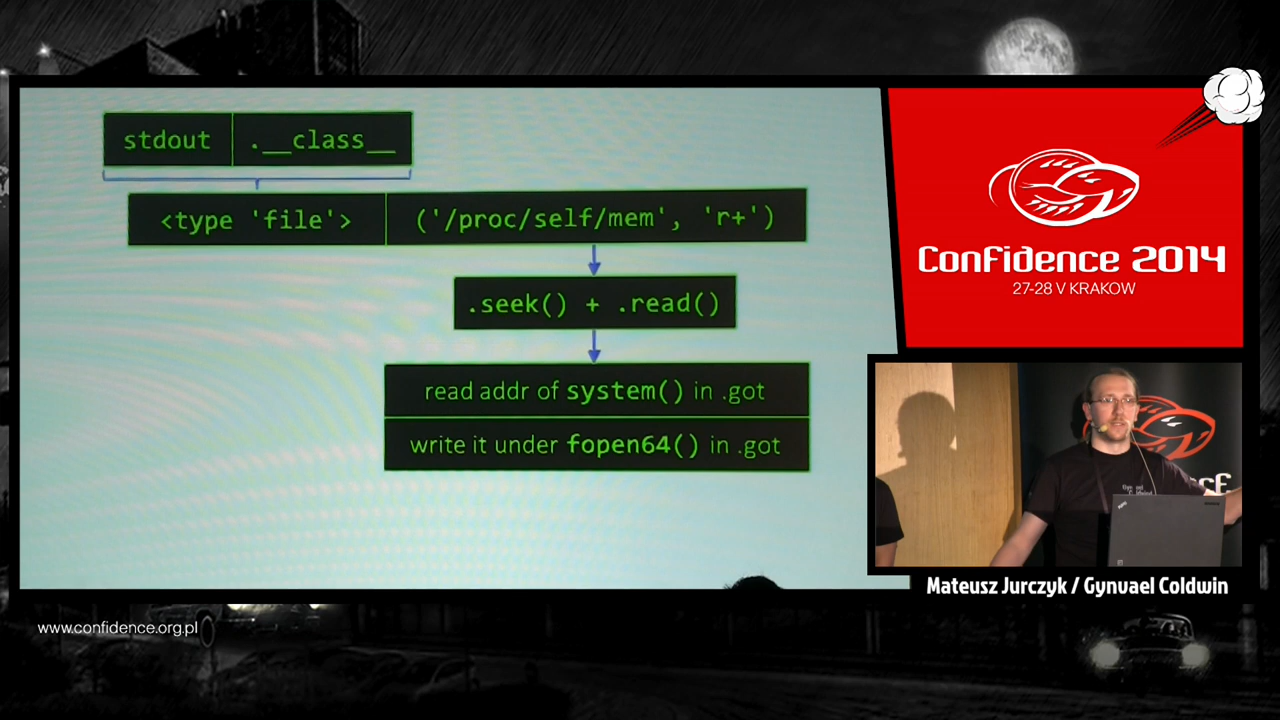 stdout .__class__
<type 'file'> ('/proc/self/mem', 'r+')
.seek() + .read()
read addr of system() in .got
write it under fopen64() in .got
Confidence 2014
27-28 V KRAKOW
Mateusz Jurczyk / Gynvael Coldwin
www.confidence.org.pl